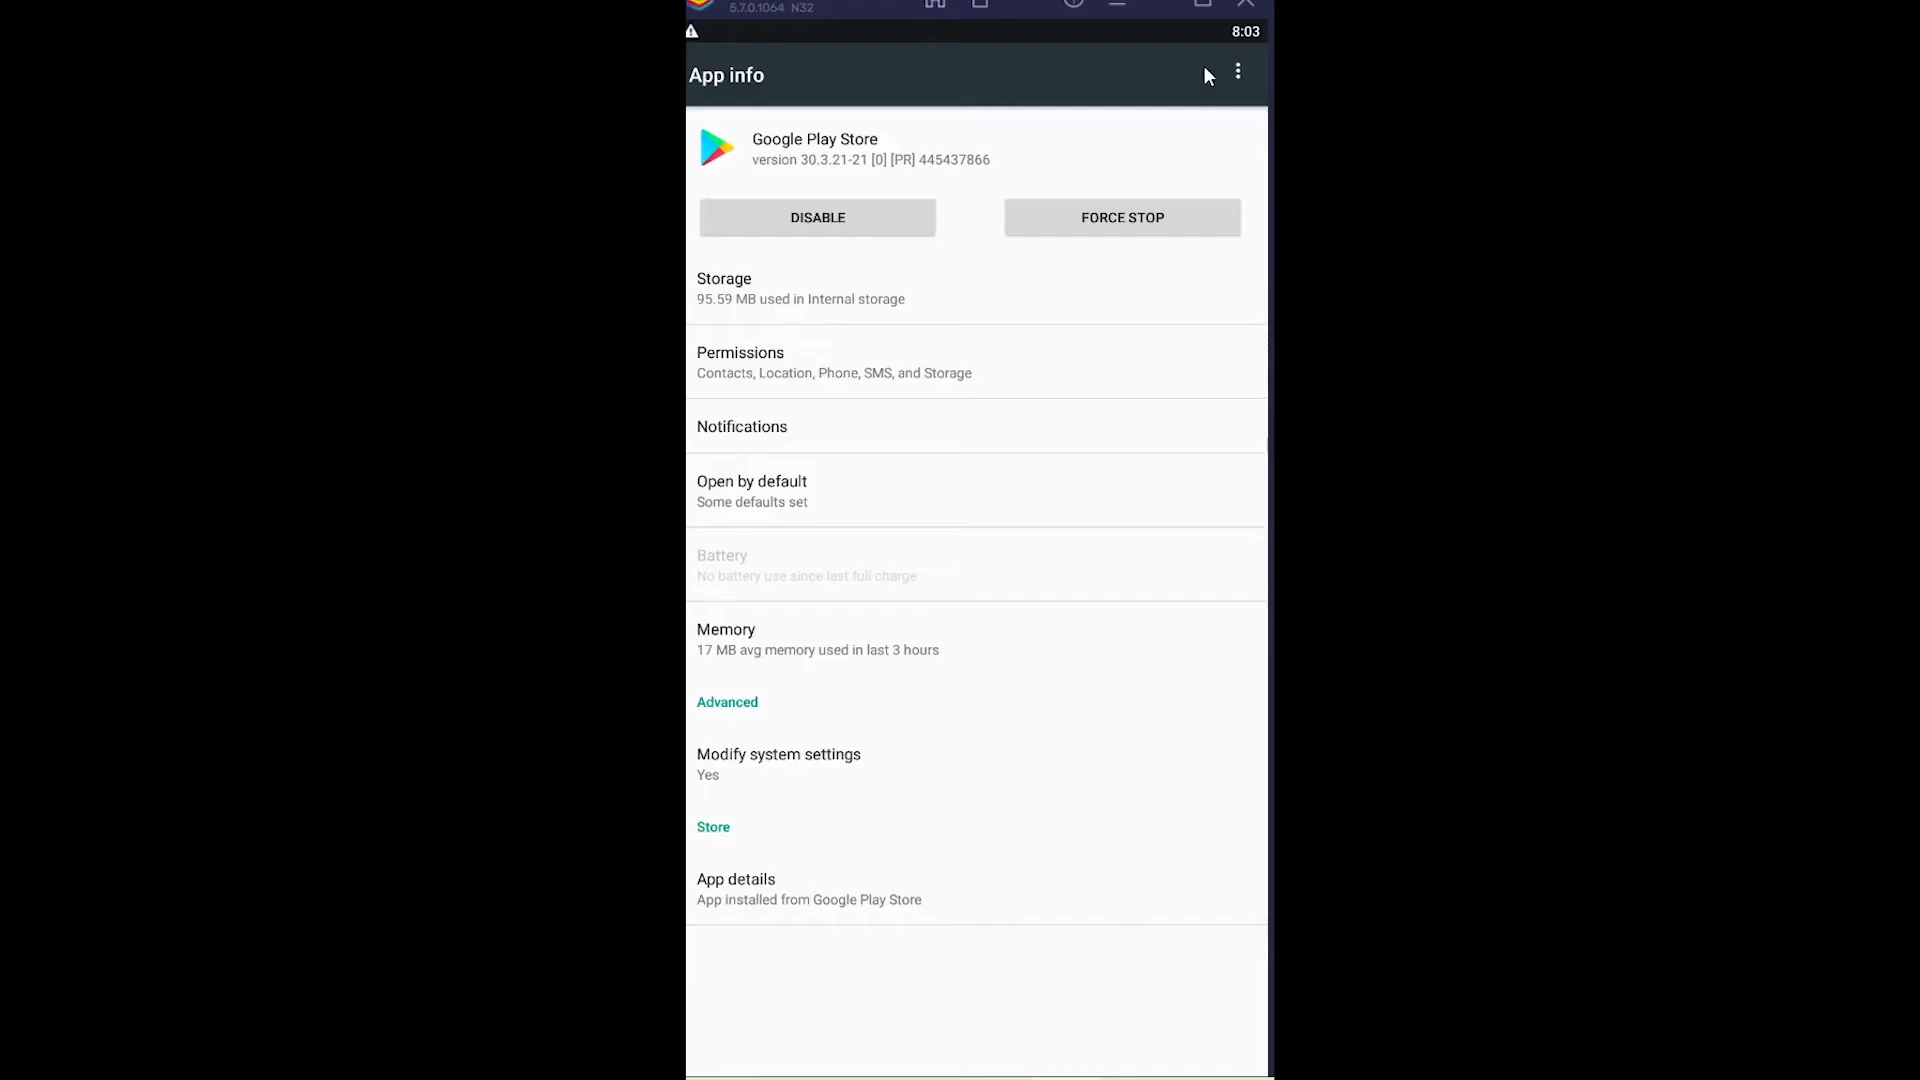 5.7.0.1064 N32
8:03
App info
Google Play Store
version 30.3.21-21 [0] [PR] 445437866
DISABLE
FORCE STOP
Storage
95.59 MB used in Internal storage
Permissions
Contacts, Location, Phone, SMS, and Storage
Notifications
Open by default
Some defaults set
Battery
No battery use since last full charge
Memory
17 MB avg memory used in last 3 hours
Advanced
Modify system settings
Yes
Store
App details
App installed from Google Play Store